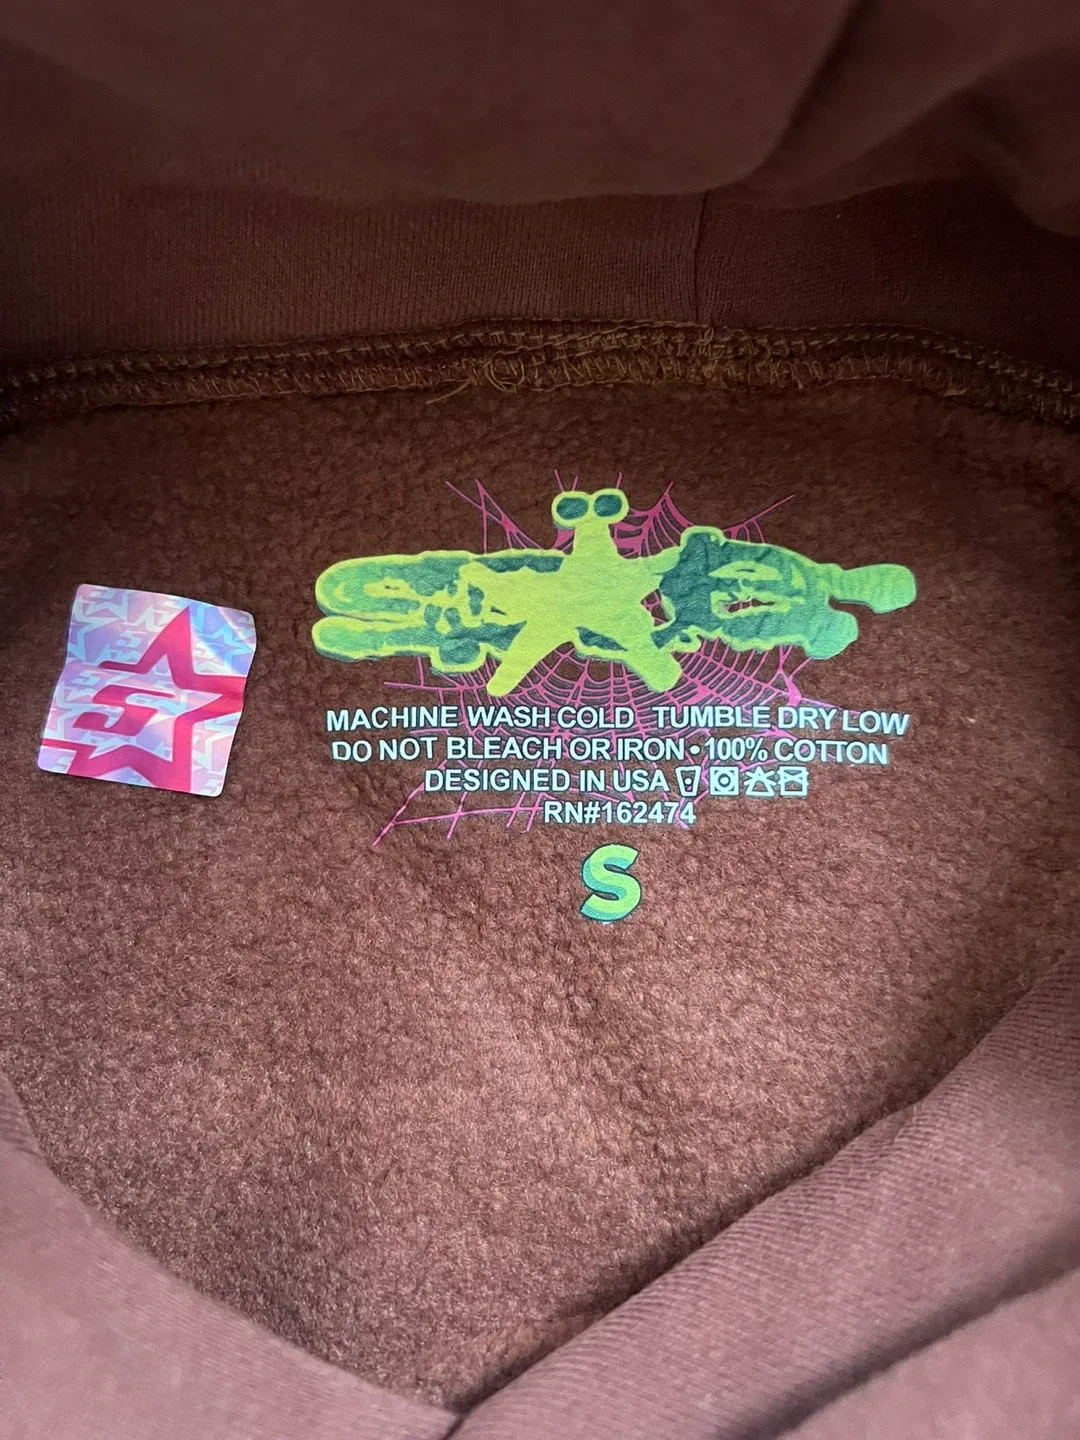 MACHINE WASH COLD TUMBLE DRY LOW
DO NOT BLEACH OR IRON • 100% COTTON
DESIGNED IN USA
RN#162474
S